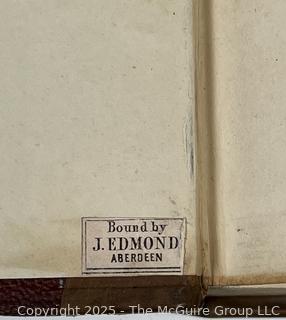 Bound by
J. EDMOND
ABERDEEN
Copyright 2025 - The McGuire Group LLC